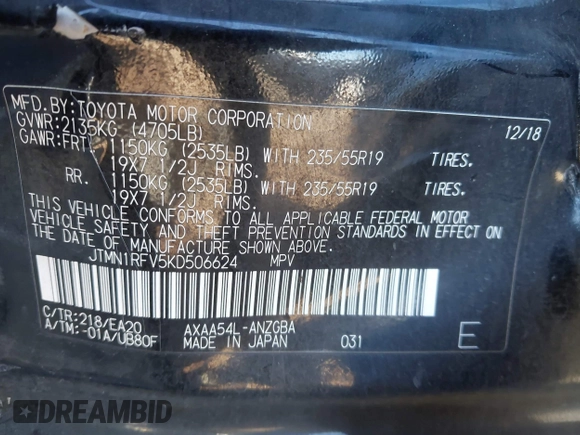 MFD.BY:TOYOTA MOTOR CORPORATION 12/18
GVWR:2135KG (4705LB)
GAWR:FRT. 1150KG (2535LB) WITH 235/55R19 TIRES.
19X7 1/2J RIMS.
RR. 1150KG (2535LB) WITH 235/55R19 TIRES.
19X7 1/2J RIMS.
THIS VEHICLE CONFORMS TO ALL APPLICABLE FEDERAL MOTOR
VEHICLE SAFETY AND THEFT PREVENTION STANDARDS IN EFFECT ON
THE DATE OF MANUFACTURE SHOWN ABOVE.
JTMN1RFV5KD506624 MPV
C/TR:218/EA20 AXAA54L-ANZGBA
A/TM:-01A/UB80F MADE IN JAPAN 031 E
DREAMBID